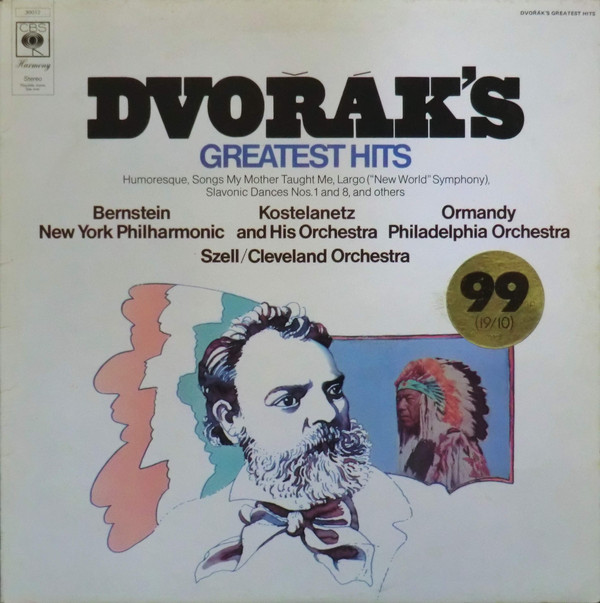 DVOŘÁK'S GREATEST HITS
CBS
Harmony
Stereo
DVOŘÁK'S
GREATEST HITS
Humoresque, Songs My Mother Taught Me, Largo ("New World" Symphony),
Slavonic Dances Nos. 1 and 8, and others
Bernstein Kostelanetz Ormandy
New York Philharmonic and His Orchestra Philadelphia Orchestra
Szell/Cleveland Orchestra
99
(19/10)